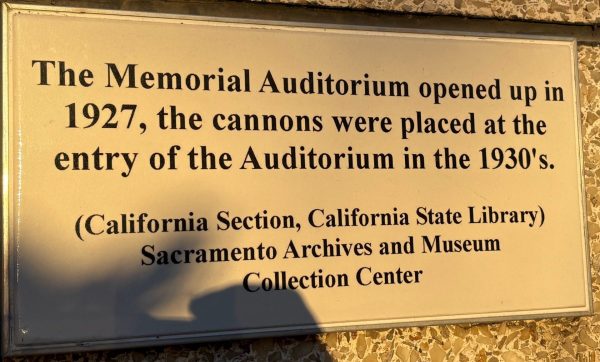 The Memorial Auditorium opened up in
1927, the cannons were placed at the
entry of the Auditorium in the 1930's.
(California Section, California State Library)
Sacramento Archives and Museum
Collection Center